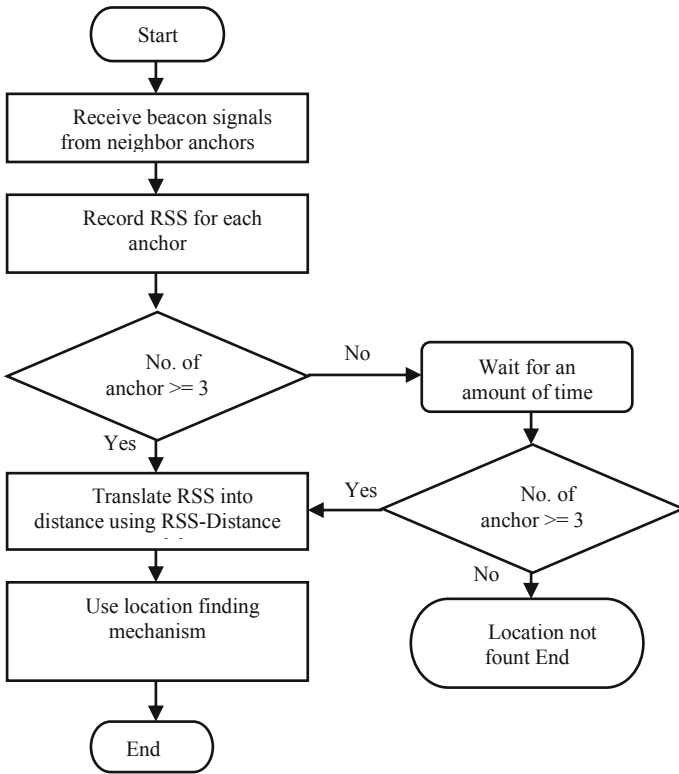 Start
Receive beacon signals
from neighbor anchors
Record RSS for each
anchor
No. of
anchor >= 3
No
Wait for an
amount of time
Yes
Translate RSS into
distance using RSS-Distance
Yes
No. of
anchor >= 3
No
Use location finding
mechanism
Location not
fount End
End